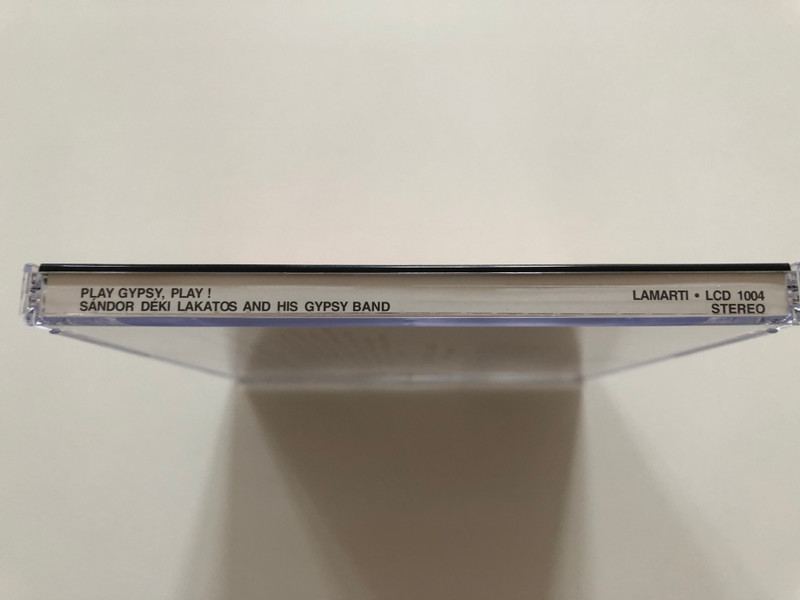 PLAY GYPSY, PLAY !
SÁNDOR DÉKI LAKATOS AND HIS GYPSY BAND
LAMARTI • LCD 1004
STEREO